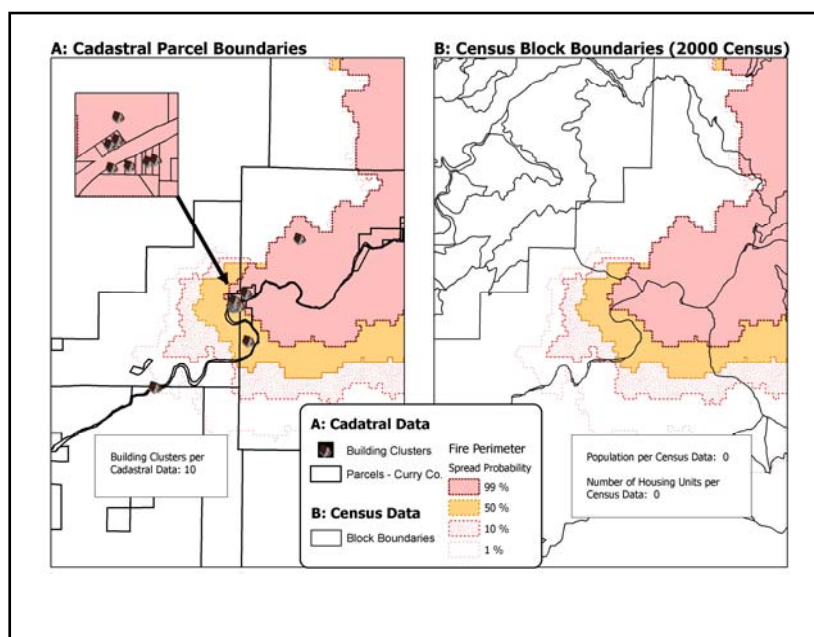 A: Cadastral Parcel Boundaries
B: Census Block Boundaries (2000 Census)
Building Clusters per
Cadastral Data: 10
A: Cadatral Data
Building Clusters
Parcels - Curry Co.
B: Census Data
Block Boundaries
Fire Perimeter
Spread Probability
99 %
50 %
10 %
1 %
Population per Census Data: 0
Number of Housing Units per
Census Data: 0